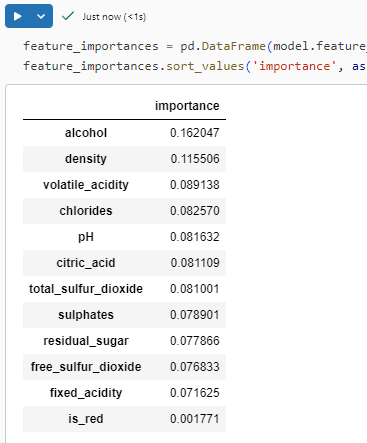 Just now (<1s)
feature_importances = pd.DataFrame(model.feature_
feature_importances.sort_values('importance', as
importance
alcohol 0.162047
density 0.115506
volatile_acidity 0.089138
chlorides 0.082570
pH 0.081632
citric_acid 0.081109
total_sulfur_dioxide 0.081001
sulphates 0.078901
residual_sugar 0.077866
free_sulfur_dioxide 0.076833
fixed_acidity 0.071625
is_red 0.001771